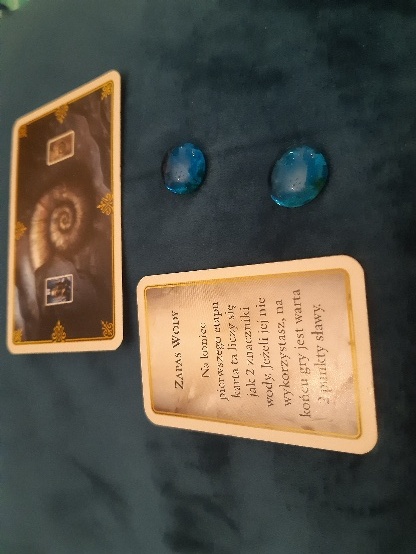 ZAPAS WODY
Na koniec
pierwszego etapu
karta ta liczy się
jak 2 znaczniki
wody. Jeżeli jej nie
wykorzystasz, na
końcu gry jest warta
2 punkty sławy.